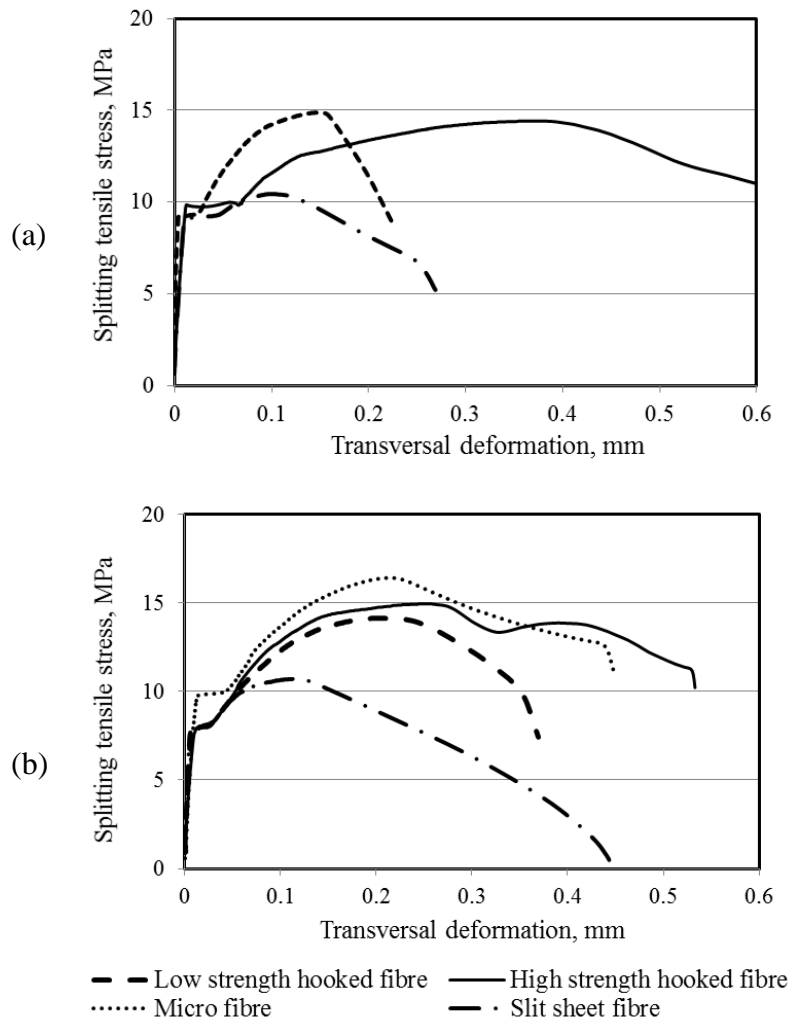 (a)
Splitting tensile stress, MPa
20
15
10
5
0
0 0.1 0.2 0.3 0.4 0.5 0.6
Transversal deformation, mm
(b)
Splitting tensile stress, MPa
20
15
10
5
0
0 0.1 0.2 0.3 0.4 0.5 0.6
Transversal deformation, mm
Low strength hooked fibre High strength hooked fibre
Micro fibre Slit sheet fibre